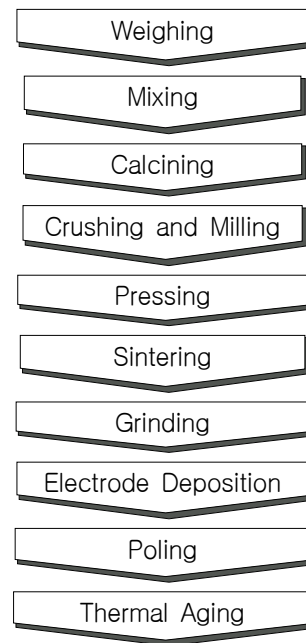 Weighing
Mixing
Calcining
Crushing and Milling
Pressing
Sintering
Grinding
Electrode Deposition
Poling
Thermal Aging